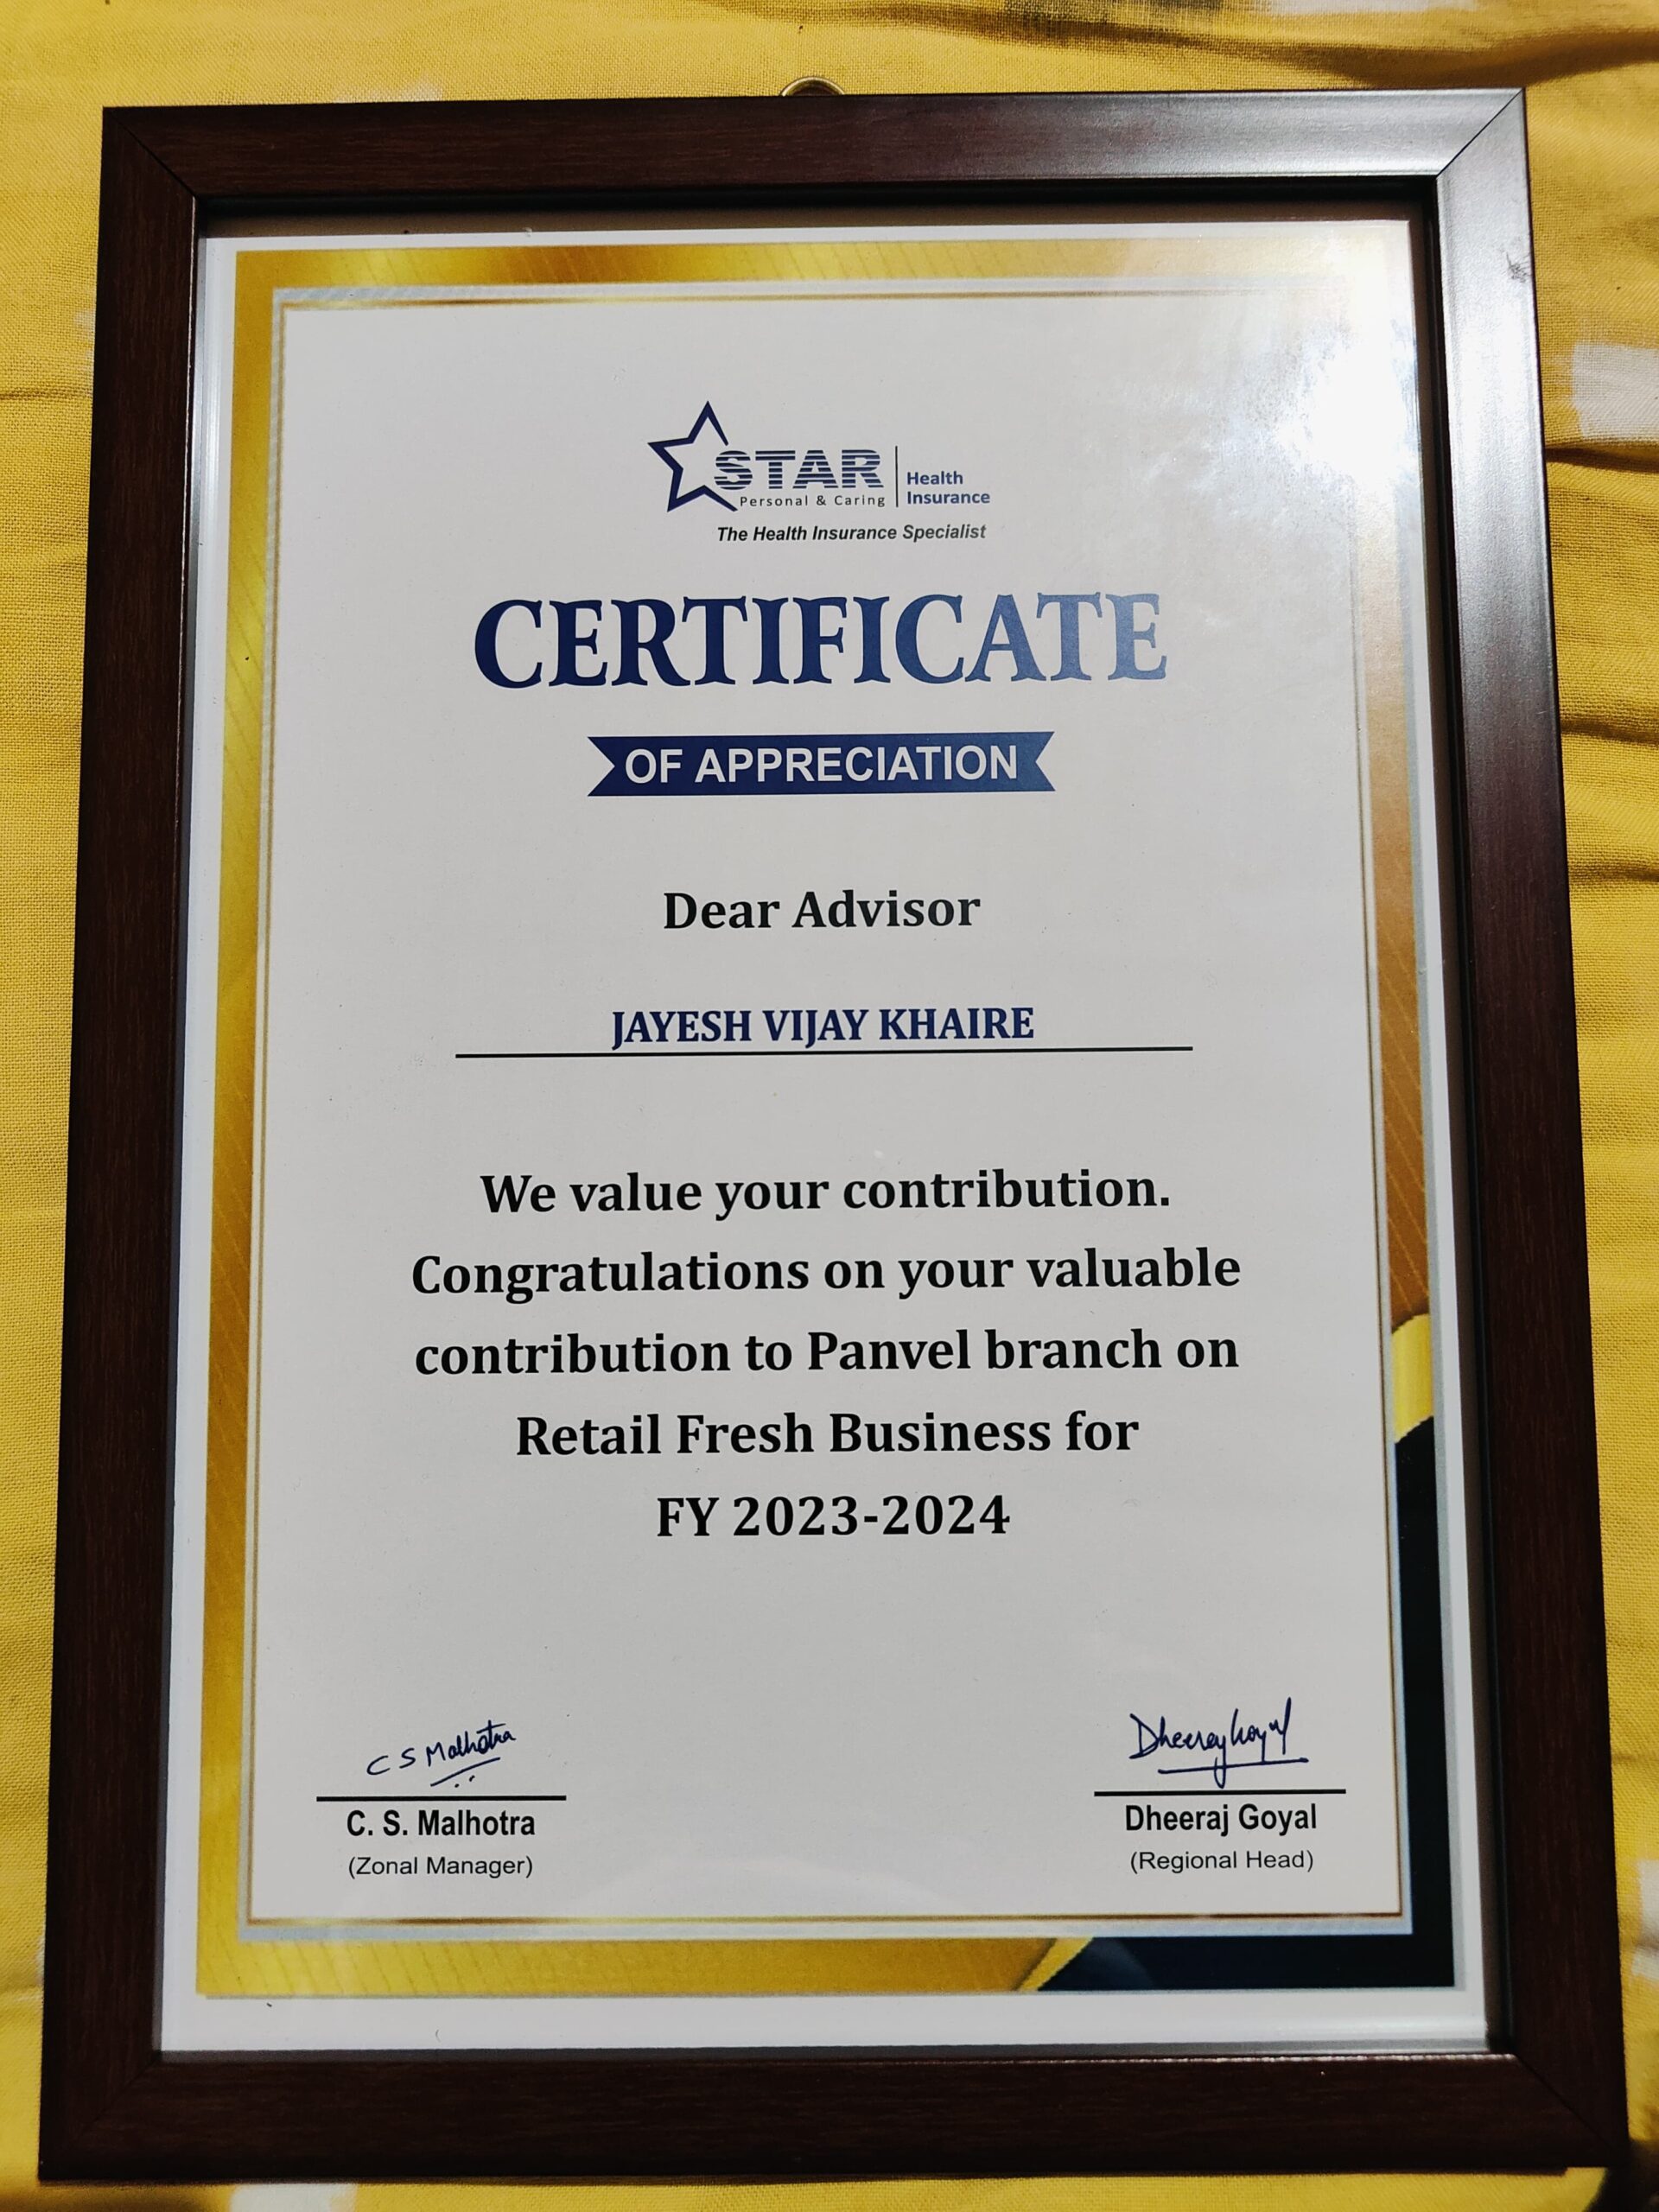 STAR
Personal & Caring
Health
Insurance
The Health Insurance Specialist
CERTIFICATE
OF APPRECIATION
Dear Advisor
JAYESH VIJAY KHAIRE
We value your contribution.
Congratulations on your valuable
contribution to Panvel branch on
Retail Fresh Business for
FY 2023-2024
C S Malhotra
C. S. Malhotra
(Zonal Manager)
Dheeraj Goyal
Dheeraj Goyal
(Regional Head)